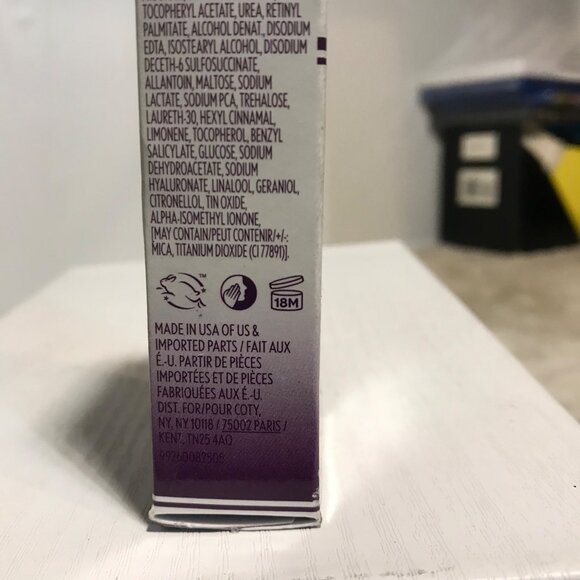 TOCOPHERYL ACETATE, UREA, RETINYL
PALMITATE, ALCOHOL DENAT., DISODIUM
EDTA, ISOSTEARYL ALCOHOL, DISODIUM
DECETH-6 SULFOSUCCINATE,
ALLANTOIN, MALTOSE, SODIUM
LACTATE, SODIUM PCA, TREHALOSE,
LAURETH-30, HEXYL CINNAMAL,
LIMONENE, TOCOPHEROL, BENZYL
SALICYLATE, GLUCOSE, SODIUM
DEHYDROACETATE, SODIUM
HYALURONATE, LINALOOL, GERANIOL,
CITRONELLOL, TIN OXIDE,
ALPHA-ISOMETHYL IONONE,
[MAY CONTAIN/PEUT CONTENIR/+/-:
MICA, TITANIUM DIOXIDE (CI 77891)].
TM
18M
MADE IN USA OF US &
IMPORTED PARTS / FAIT AUX
É.-U. PARTIR DE PIÈCES
IMPORTÉES ET DE PIÈCES
FABRIQUÉES AUX É.-U.
DIST. FOR/POUR COTY,
NY, NY 10118 / 75002 PARIS /
KENT, TN25 4AQ
99240082508